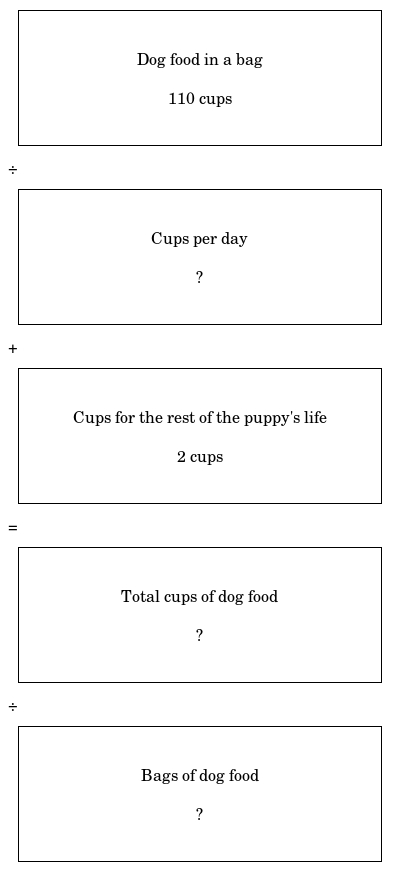 Dog food in a bag
110 cups
÷
Cups per day
?
+
Cups for the rest of the puppy's life
2 cups
=
Total cups of dog food
?
÷
Bags of dog food
?